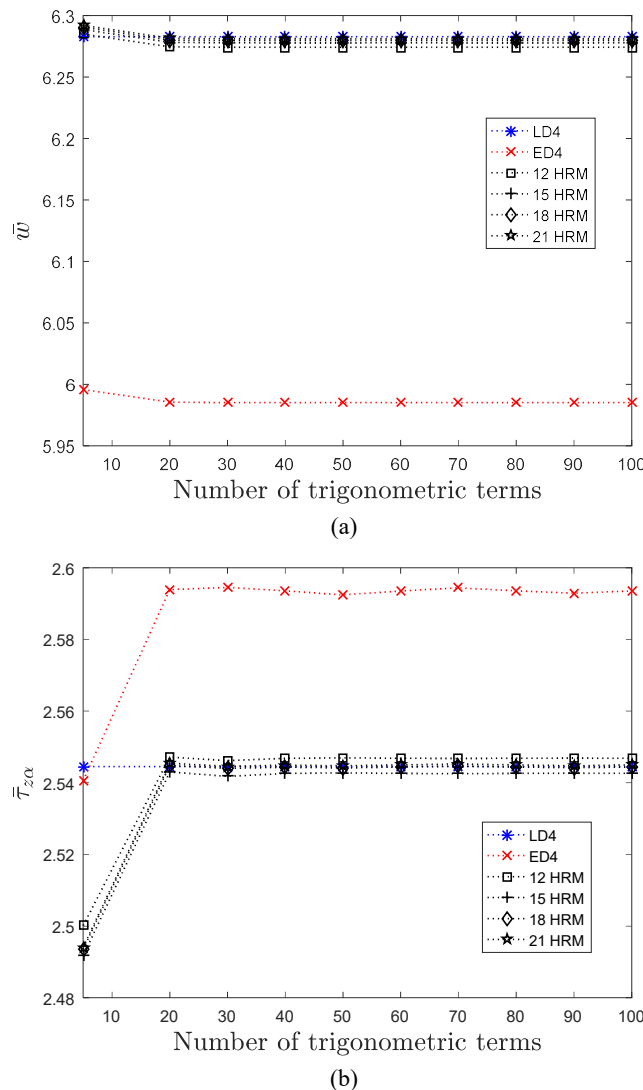 6.3
6.25
6.2
6.15
6.1
6.05
6
5.95
w̄
LD4
ED4
12 HRM
15 HRM
18 HRM
21 HRM
10 20 30 40 50 60 70 80 90 100
Number of trigonometric terms
(a)
2.6
2.58
2.56
2.54
2.52
2.5
2.48
τ̄zα
LD4
ED4
12 HRM
15 HRM
18 HRM
21 HRM
10 20 30 40 50 60 70 80 90 100
Number of trigonometric terms
(b)